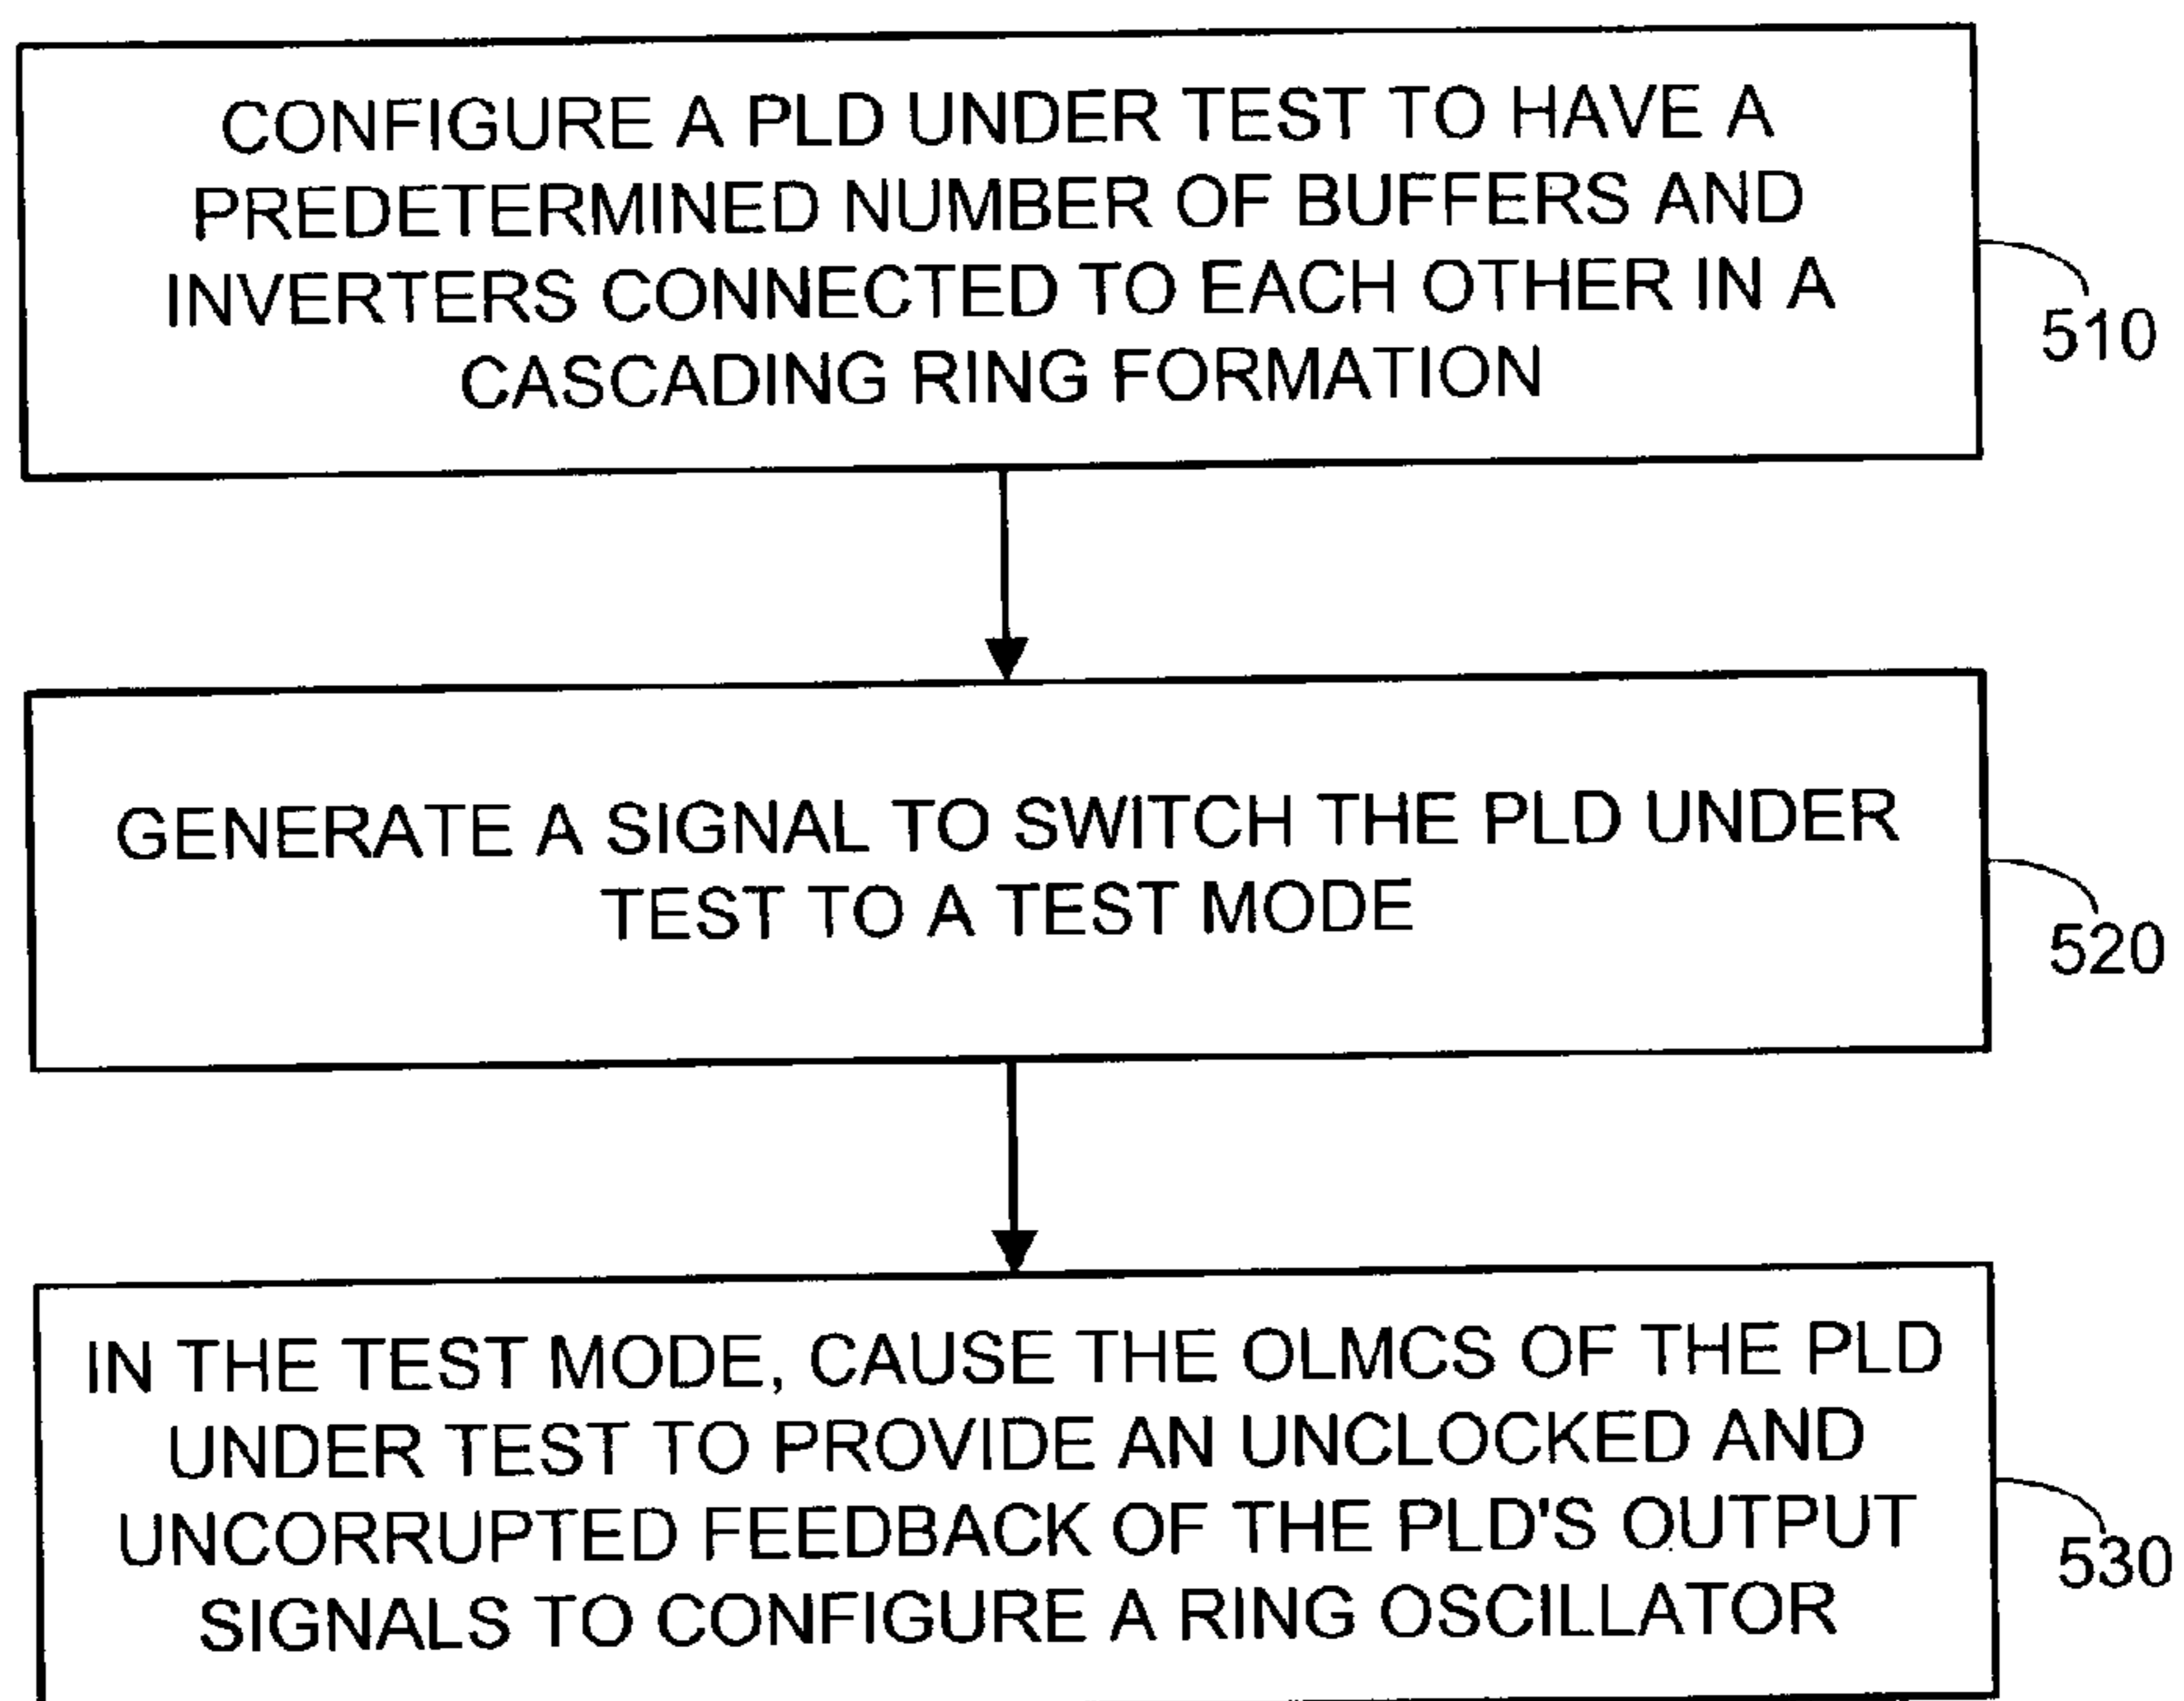 CONFIGURE A PLD UNDER TEST TO HAVE A
PREDETERMINED NUMBER OF BUFFERS AND
INVERTERS CONNECTED TO EACH OTHER IN A
CASCADING RING FORMATION
510
GENERATE A SIGNAL TO SWITCH THE PLD UNDER
TEST TO A TEST MODE
520
IN THE TEST MODE, CAUSE THE OLMCS OF THE PLD
UNDER TEST TO PROVIDE AN UNCLOCKED AND
UNCORRUPTED FEEDBACK OF THE PLD'S OUTPUT
SIGNALS TO CONFIGURE A RING OSCILLATOR
530